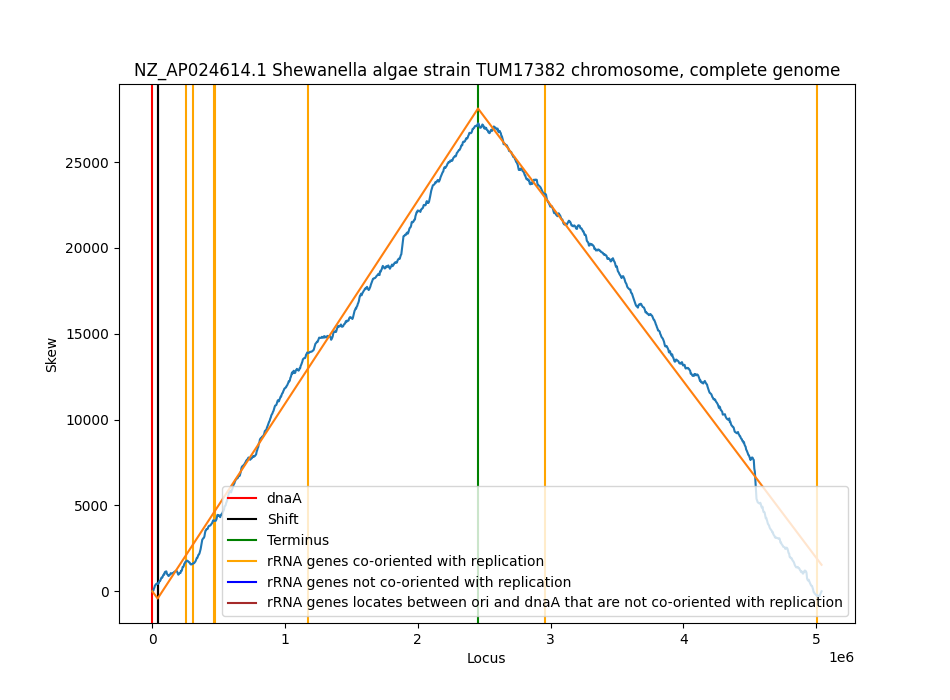 NZ_AP024614.1 Shewanella algae strain TUM17382 chromosome, complete genome
Skew
25000
20000
15000
10000
5000
0
dnaA
Shift
Terminus
rRNA genes co-oriented with replication
rRNA genes not co-oriented with replication
rRNA genes locates between ori and dnaA that are not co-oriented with replication
0 1 2 3 4 5
1e6
Locus